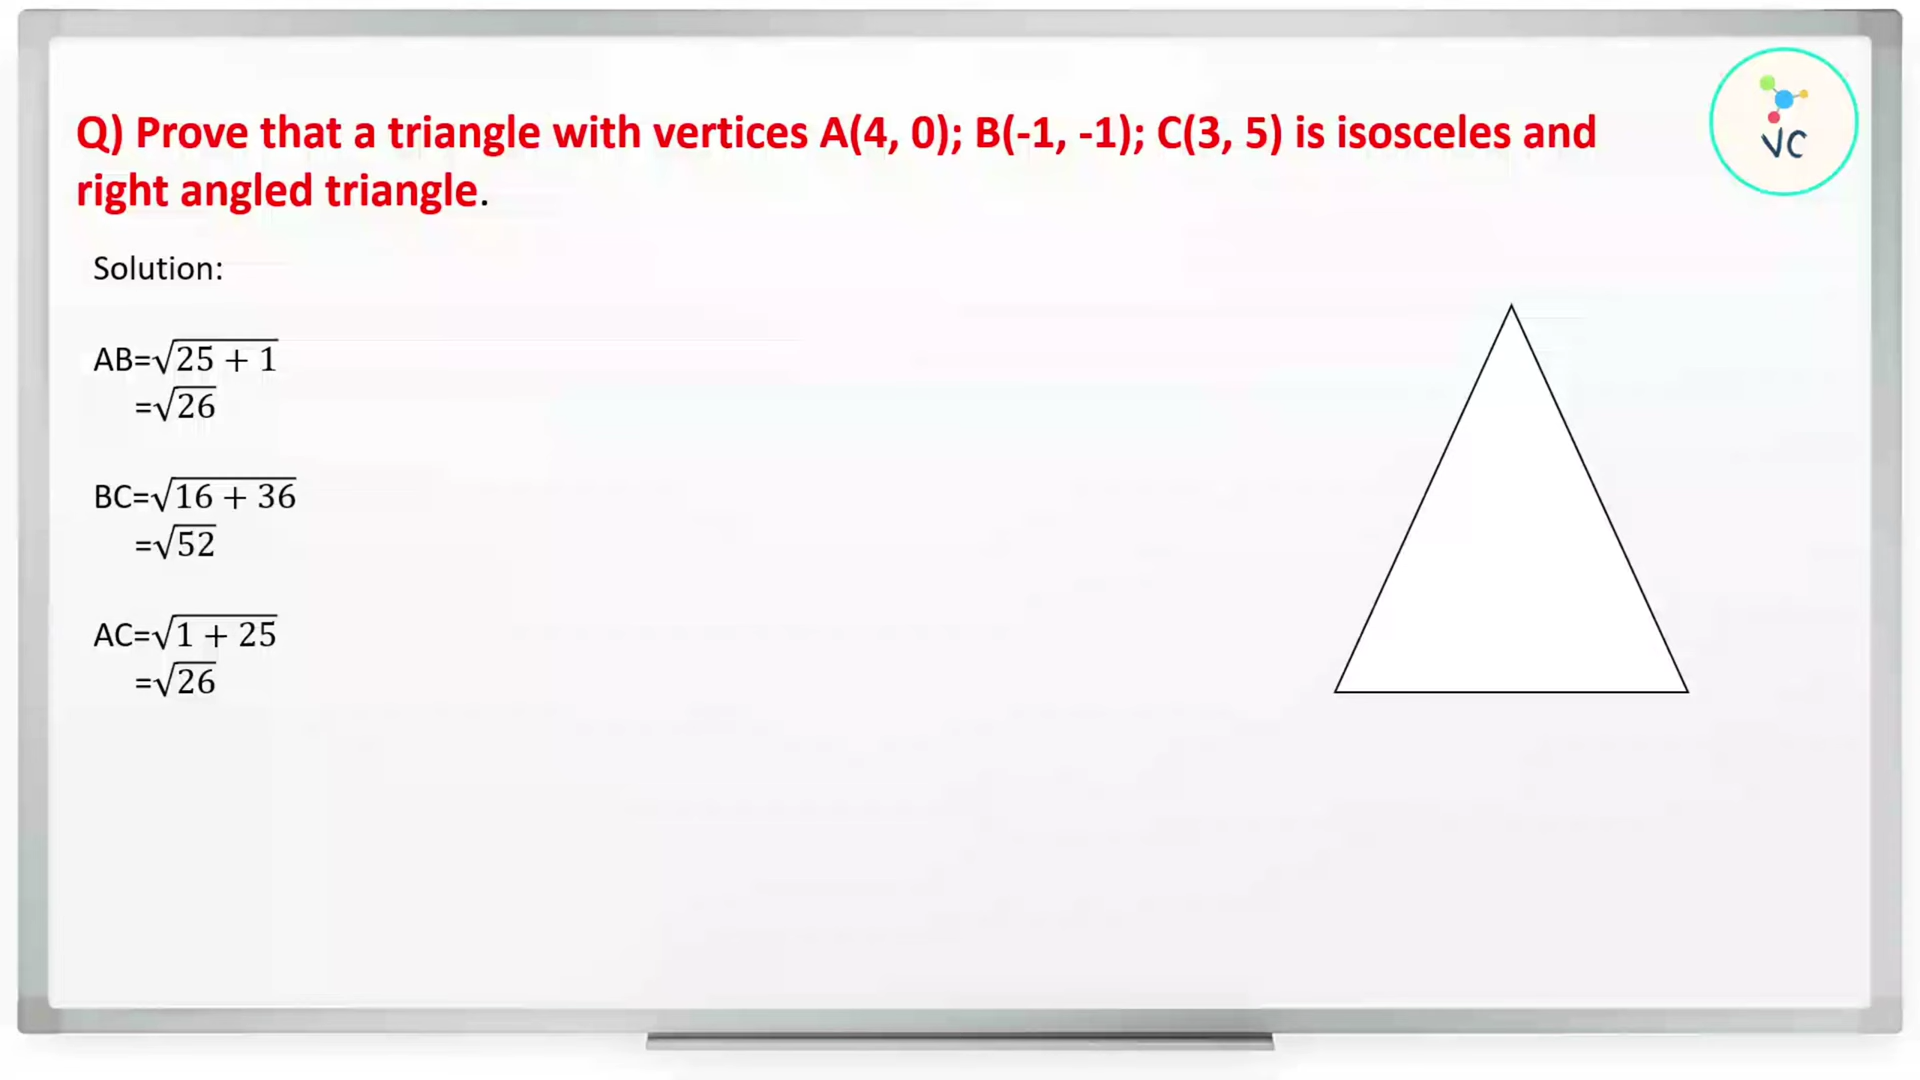 VC
Q) Prove that a triangle with vertices A(4, 0); B(-1, -1); C(3, 5) is isosceles and
right angled triangle.
Solution:
AB=√25 + 1
=√26
BC=√16 + 36
=√52
AC=√1 + 25
=√26